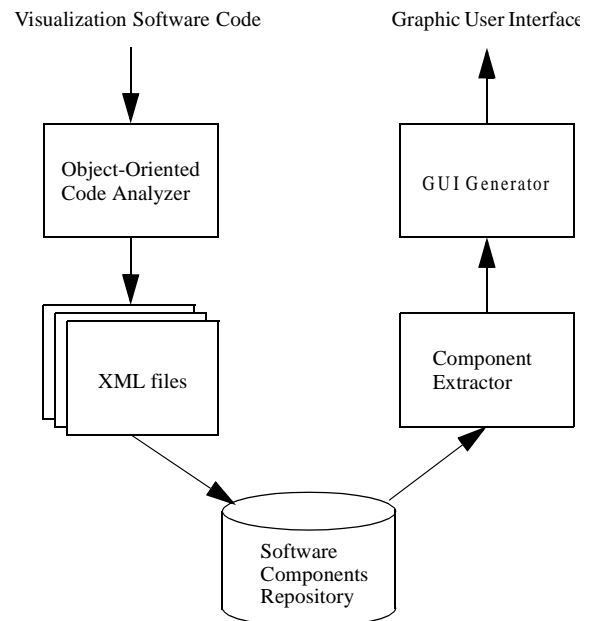 Visualization Software Code
Graphic User Interface
Object-Oriented
Code Analyzer
GUI Generator
XML files
Component
Extractor
Software
Components
Repository